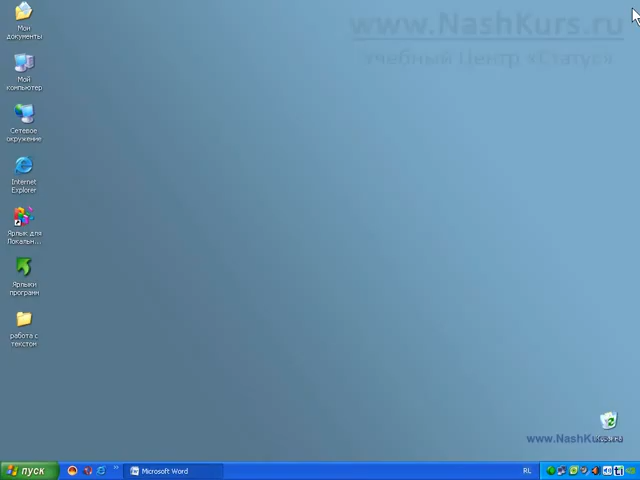 www.NashKurs.ru
Учебный Центр «Статус»
Мои
документы
Мой
компьютер
Сетевое
окружение
Internet
Explorer
Ярлык для
Локальн...
Ярлыки
программ
работа с
текстом
www.NashKurs
пуск
Microsoft Word
RL